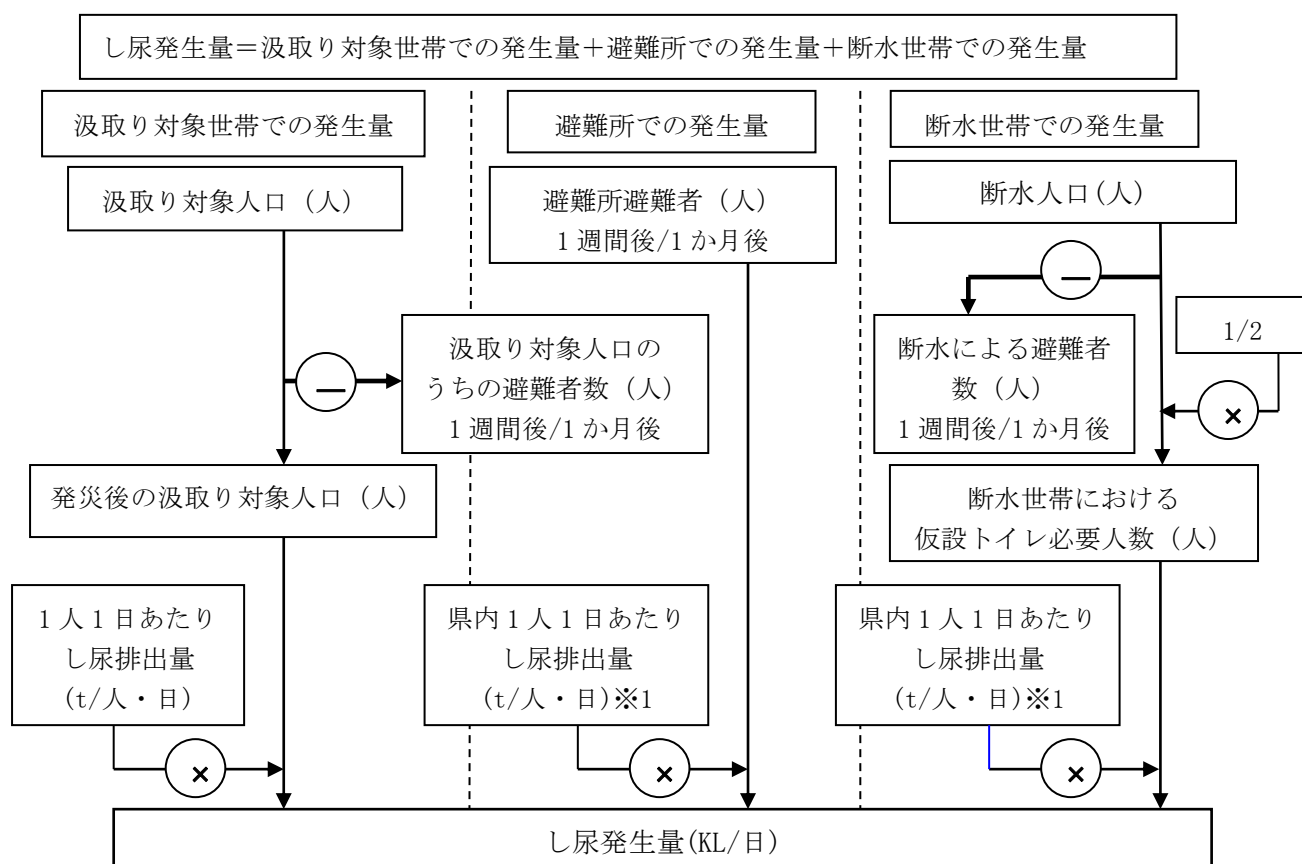 し尿発生量＝汲取り対象世帯での発生量＋避難所での発生量＋断水世帯での発生量
汲取り対象世帯での発生量
避難所での発生量
断水世帯での発生量
汲取り対象人口（人）
避難所避難者（人）
１週間後/1か月後
断水人口(人)
－
－
1/2
汲取り対象人口の
うちの避難者数（人）
１週間後/1か月後
断水による避難者
数（人）
１週間後/1か月後
×
発災後の汲取り対象人口（人）
断水世帯における
仮設トイレ必要人数（人）
１人１日あたり
し尿排出量
(t/人・日)
県内１人１日あたり
し尿排出量
(t/人・日)※1
県内１人１日あたり
し尿排出量
(t/人・日)※1
×
×
×
し尿発生量(KL/日)